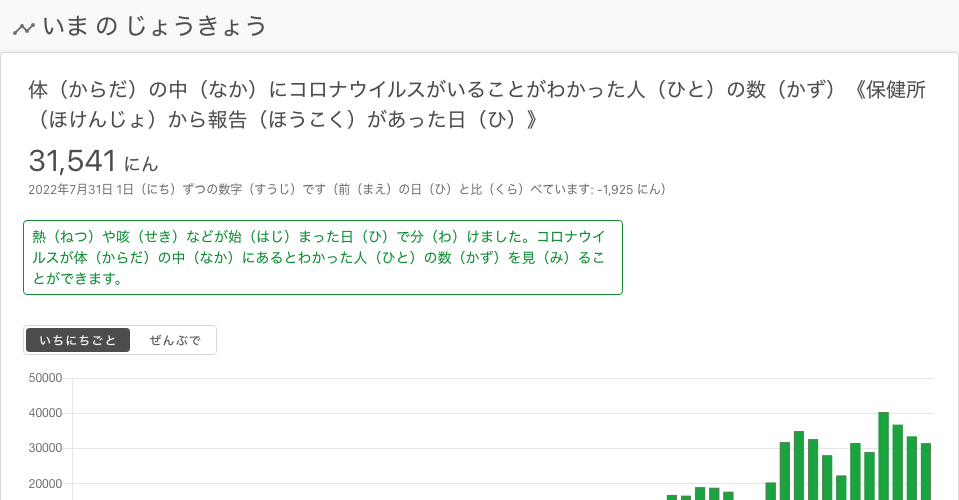 いま の じょうきょう
体（からだ）の中（なか）にコロナウイルスがいることがわかった人（ひと）の数（かず）《保健所
（ほけんじょ）から報告（ほうこく）があった日（ひ）》
31,541 にん
2022年7月31日 1日（にち）ずつの数字（すうじ）です（前（まえ）の日（ひ）と比（くら）べています: -1,925 にん）
熱（ねつ）や咳（せき）などが始（はじ）まった日（ひ）で分（わ）けました。コロナウイ
ルスが体（からだ）の中（なか）にあるとわかった人（ひと）の数（かず）を見（み）るこ
とができます。
いちにちごと ぜんぶで
50000
40000
30000
20000